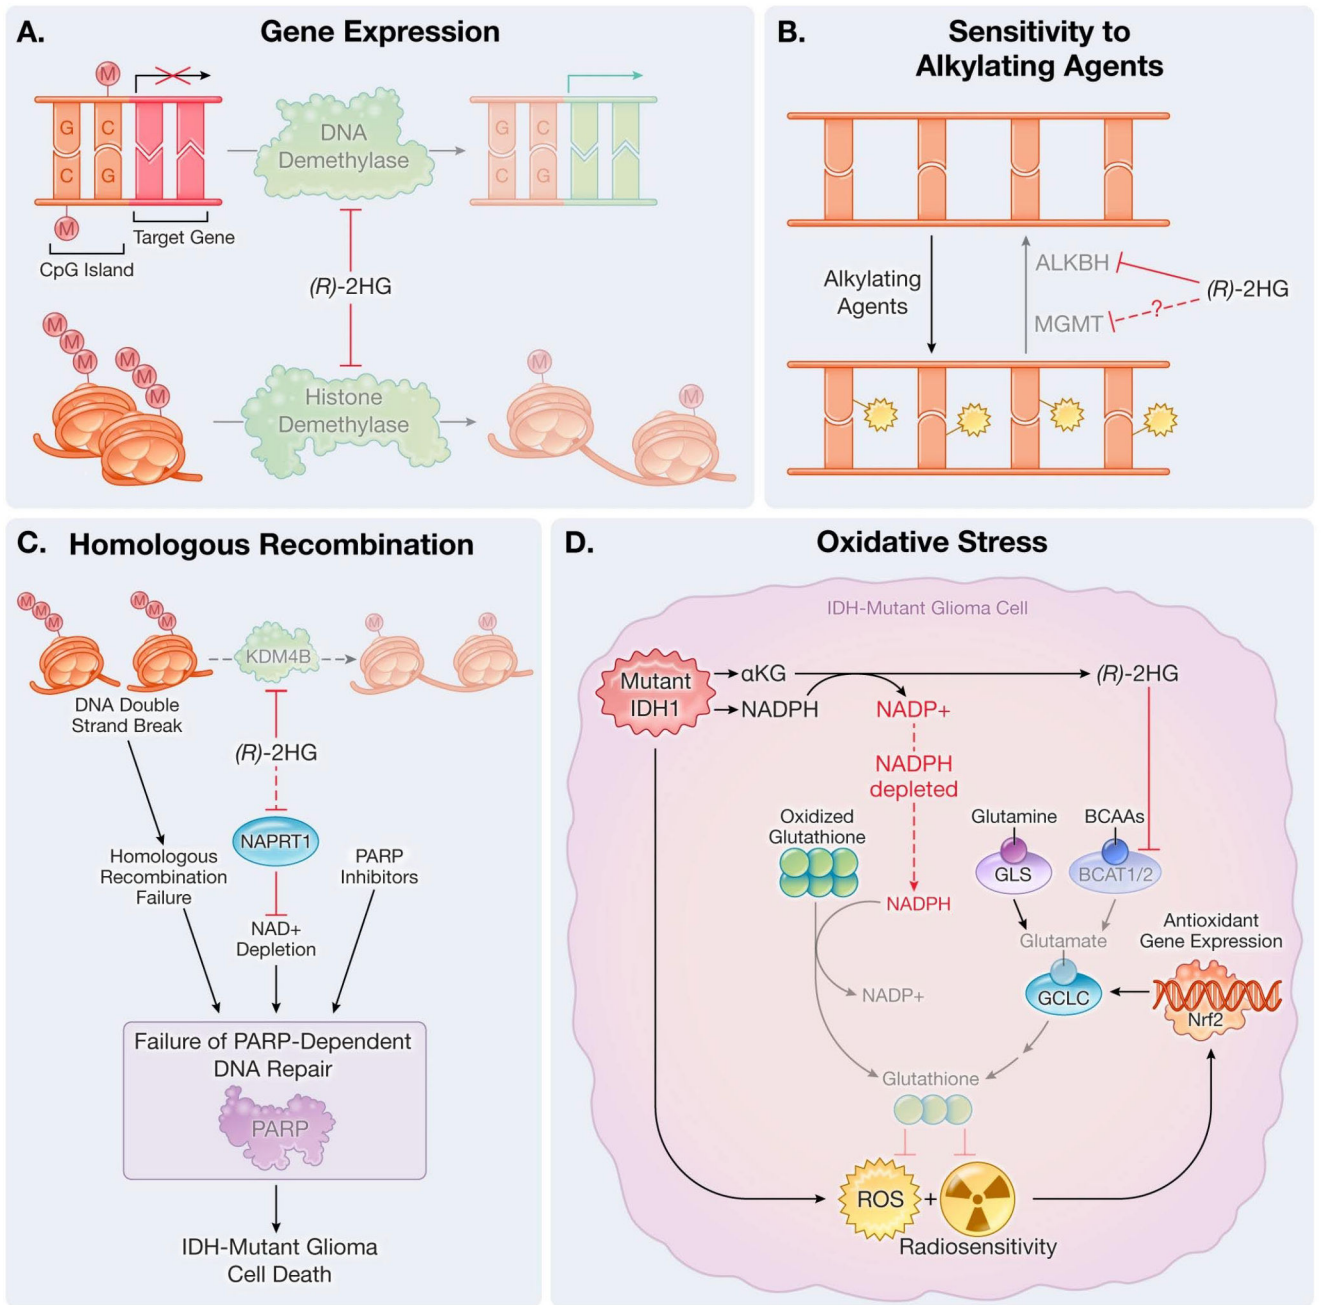 A.
Gene Expression
M
G
C
C
G
M
Target Gene
CpG Island
DNA
Demethylase
G
C
C
G
(R)-2HG
M
M
M
M
M
M
Histone
Demethylase
M
M
B.
Sensitivity to
Alkylating Agents
Alkylating
Agents
ALKBH
MGMT
?
(R)-2HG
C.
Homologous Recombination
M
M
M
M
M
M
KDM4B
M
M
DNA Double
Strand Break
(R)-2HG
NAPRT1
Homologous
Recombination
Failure
PARP
Inhibitors
NAD+
Depletion
Failure of PARP-Dependent
DNA Repair
PARP
IDH-Mutant Glioma
Cell Death
D.
Oxidative Stress
IDH-Mutant Glioma Cell
Mutant
IDH1
αKG
NADPH
NADP+
(R)-2HG
NADPH
depleted
Oxidized
Glutathione
Glutamine
GLS
BCAAs
BCAT1/2
NADPH
Glutamate
GCLC
Antioxidant
Gene Expression
Nrf2
NADP+
Glutathione
ROS
+
Radiosensitivity